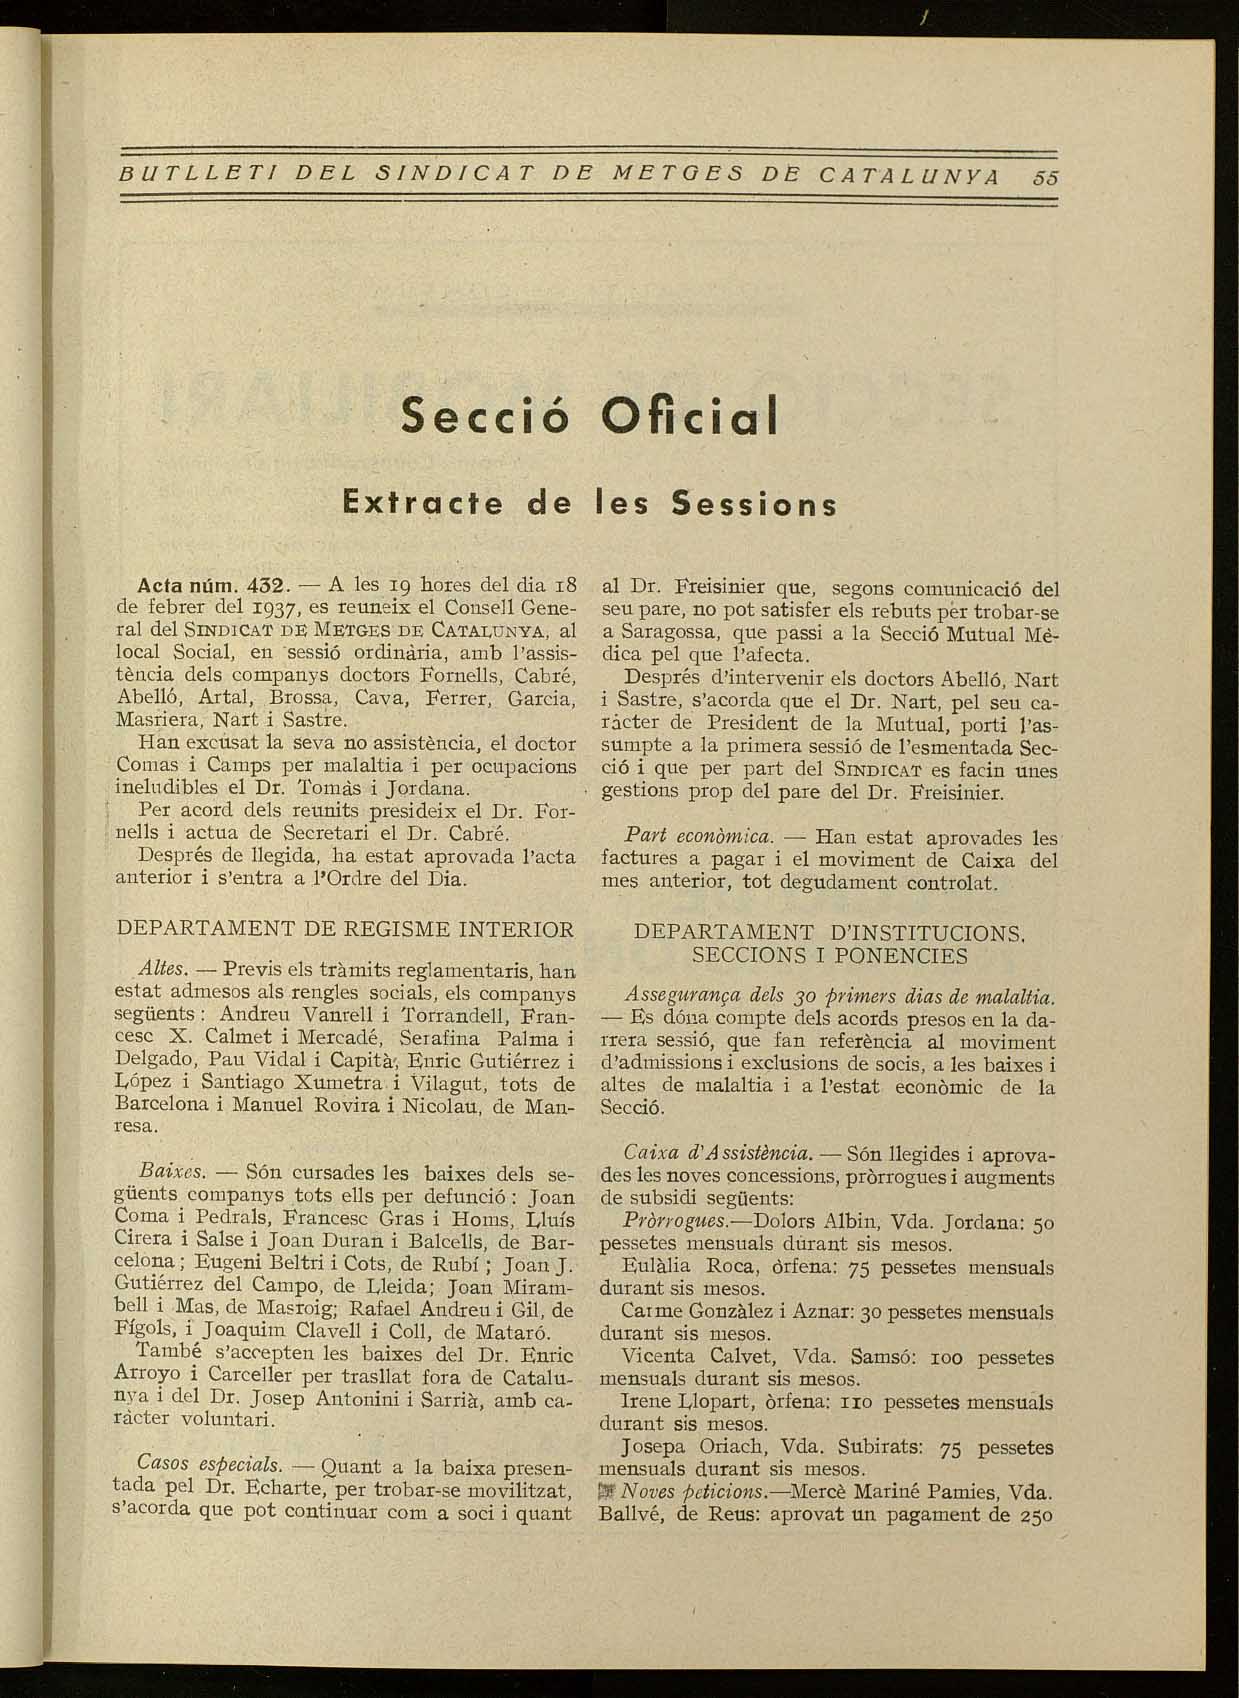 BUTLLETI DEL SINDICAT DE METGES DE CATALUNYA 55
Secció Oficial
Extracte de les Sessions
Acta núm. 432. — A les 19 hores del dia 18
de febrer del 1937, es reuneix el Consell Gene-
ral del SINDICAT DE METGES DE CATALUNYA, al
local Social, en sessió ordinària, amb l'assis-
tència dels companys doctors Fornells, Cabré,
Abelló, Artal, Brossa, Cava, Ferrer, Garcia,
Masriera, Nart i Sastre.
Han excusat la seva no assistència, el doctor
Comas i Camps per malaltia i per ocupacions
ineludibles el Dr. Tomàs i Jordana.
Per acord dels reunits presideix el Dr. For-
nells i actua de Secretari el Dr. Cabré.
Després de llegida, ha estat aprovada l'acta
anterior i s'entra a l'Ordre del Dia.
DEPARTAMENT DE REGISME INTERIOR
Altes. — Previs els tràmits reglamentaris, han
estat admesos als rengles socials, els companys
següents : Andreu Vanrell i Torrandell, Fran-
cesc X. Calmet i Mercadé, Serafina Palma i
Delgado, Pau Vidal i Capità; Enric Gutiérrez i
López i Santiago Xumetra i Vilagut, tots de
Barcelona i Manuel Rovira i Nicolau, de Man-
resa.
Baixes. — Són cursades les baixes dels se-
güents companys tots ells per defunció : Joan
Coma i Pedrals, Francesc Gras i Homs, Lluís
Cirera i Salse i Joan Duran i Balcells, de Bar-
celona ; Eugeni Beltri i Cots, de Rubí ; Joan J.
Gutiérrez del Campo, de Lleida; Joan Miram-
bell i Mas, de Masroig; Rafael Andreu i Gil, de
Fígols, i Joaquim Clavell i Coll, de Mataró.
També s'accepten les baixes del Dr. Enric
Arroyo i Carceller per trasllat fora de Catalu-
nya i del Dr. Josep Antonini i Sarrià, amb ca-
ràcter voluntari.
Casos especials. — Quant a la baixa presen-
tada pel Dr. Echarte, per trobar-se movilitzat,
s'acorda que pot continuar com a soci i quant
al Dr. Freisinier que, segons comunicació del
seu pare, no pot satisfer els rebuts per trobar-se
a Saragossa, que passi a la Secció Mutual Mè-
dica pel que l'afecta.
Després d'intervenir els doctors Abelló, Nart
i Sastre, s'acorda que el Dr. Nart, pel seu ca-
ràcter de President de la Mutual, porti l'as-
sumpte a la primera sessió de l'esmentada Sec-
ció i que per part del SINDICAT es facin unes
gestions prop del pare del Dr. Freisinier.
Part econòmica. — Han estat aprovades les
factures a pagar i el moviment de Caixa del
mes anterior, tot degudament controlat.
DEPARTAMENT D'INSTITUCIONS,
SECCIONS I PONENCIES
Assegurança dels 30 primers dias de malaltia.
— Es dóna compte dels acords presos en la da-
rrera sessió, que fan referència al moviment
d'admissions i exclusions de socis, a les baixes i
altes de malaltia i a l'estat econòmic de la
Secció.
Caixa d'Assistència. — Són llegides i aprova-
des les noves concessions, pròrrogues i augments
de subsidi següents:
Pròrrogues.—Dolors Albin, Vda. Jordana: 50
pessetes mensuals durant sis mesos.
Eulàlia Roca, òrfena: 75 pessetes mensuals
durant sis mesos.
Carme Gonzàlez i Aznar: 30 pessetes mensuals
durant sis mesos.
Vicenta Calvet, Vda. Samsó: 100 pessetes
mensuals durant sis mesos.
Irene Llopart, òrfena: 110 pessetes mensuals
durant sis mesos.
Josepa Oriach, Vda. Subirats: 75 pessetes
mensuals durant sis mesos.
Noves peticions.—Mercè Mariné Pamies, Vda.
Ballvé, de Reus: aprovat un pagament de 250